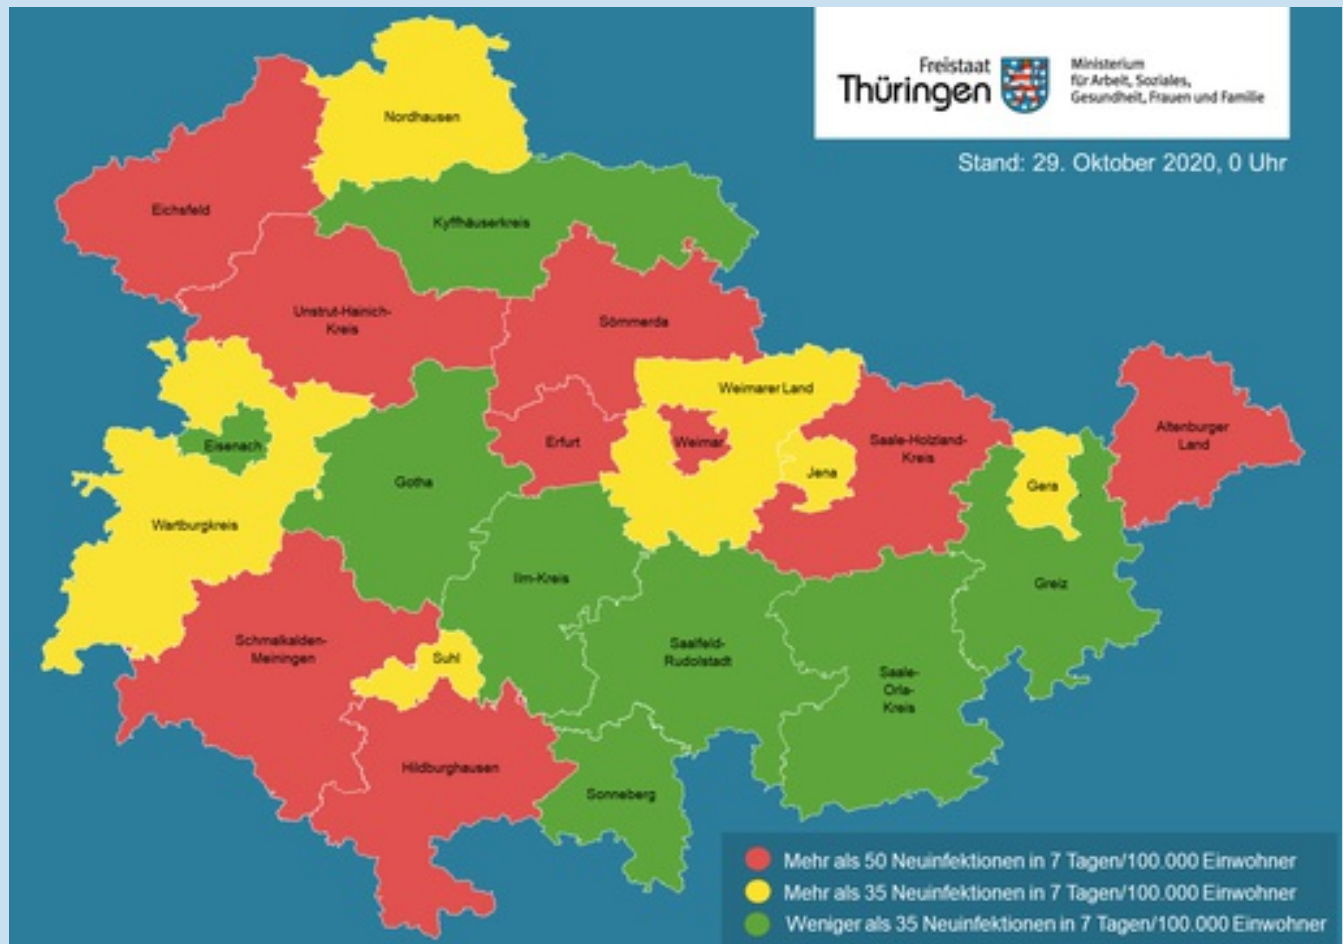 Freistaat
Thüringen
Ministerium
für Arbeit, Soziales,
Gesundheit, Frauen und Familie
Stand: 29. Oktober 2020, 0 Uhr
Nordhausen
Eichsfeld
Kyffhäuserkreis
Unstrut-Hainich-
Kreis
Sömmerda
Weimarer Land
Eisenach
Erfurt
Weimar
Saale-Holzland-
Kreis
Altenburger
Land
Jena
Gotha
Gera
Wartburgkreis
Ilm-Kreis
Greiz
Schmalkalden-
Meiningen
Suhl
Saalfeld-
Rudolstadt
Saale-
Orla-
Kreis
Hildburghausen
Sonneberg
Mehr als 50 Neuinfektionen in 7 Tagen/100.000 Einwohner
Mehr als 35 Neuinfektionen in 7 Tagen/100.000 Einwohner
Weniger als 35 Neuinfektionen in 7 Tagen/100.000 Einwohner